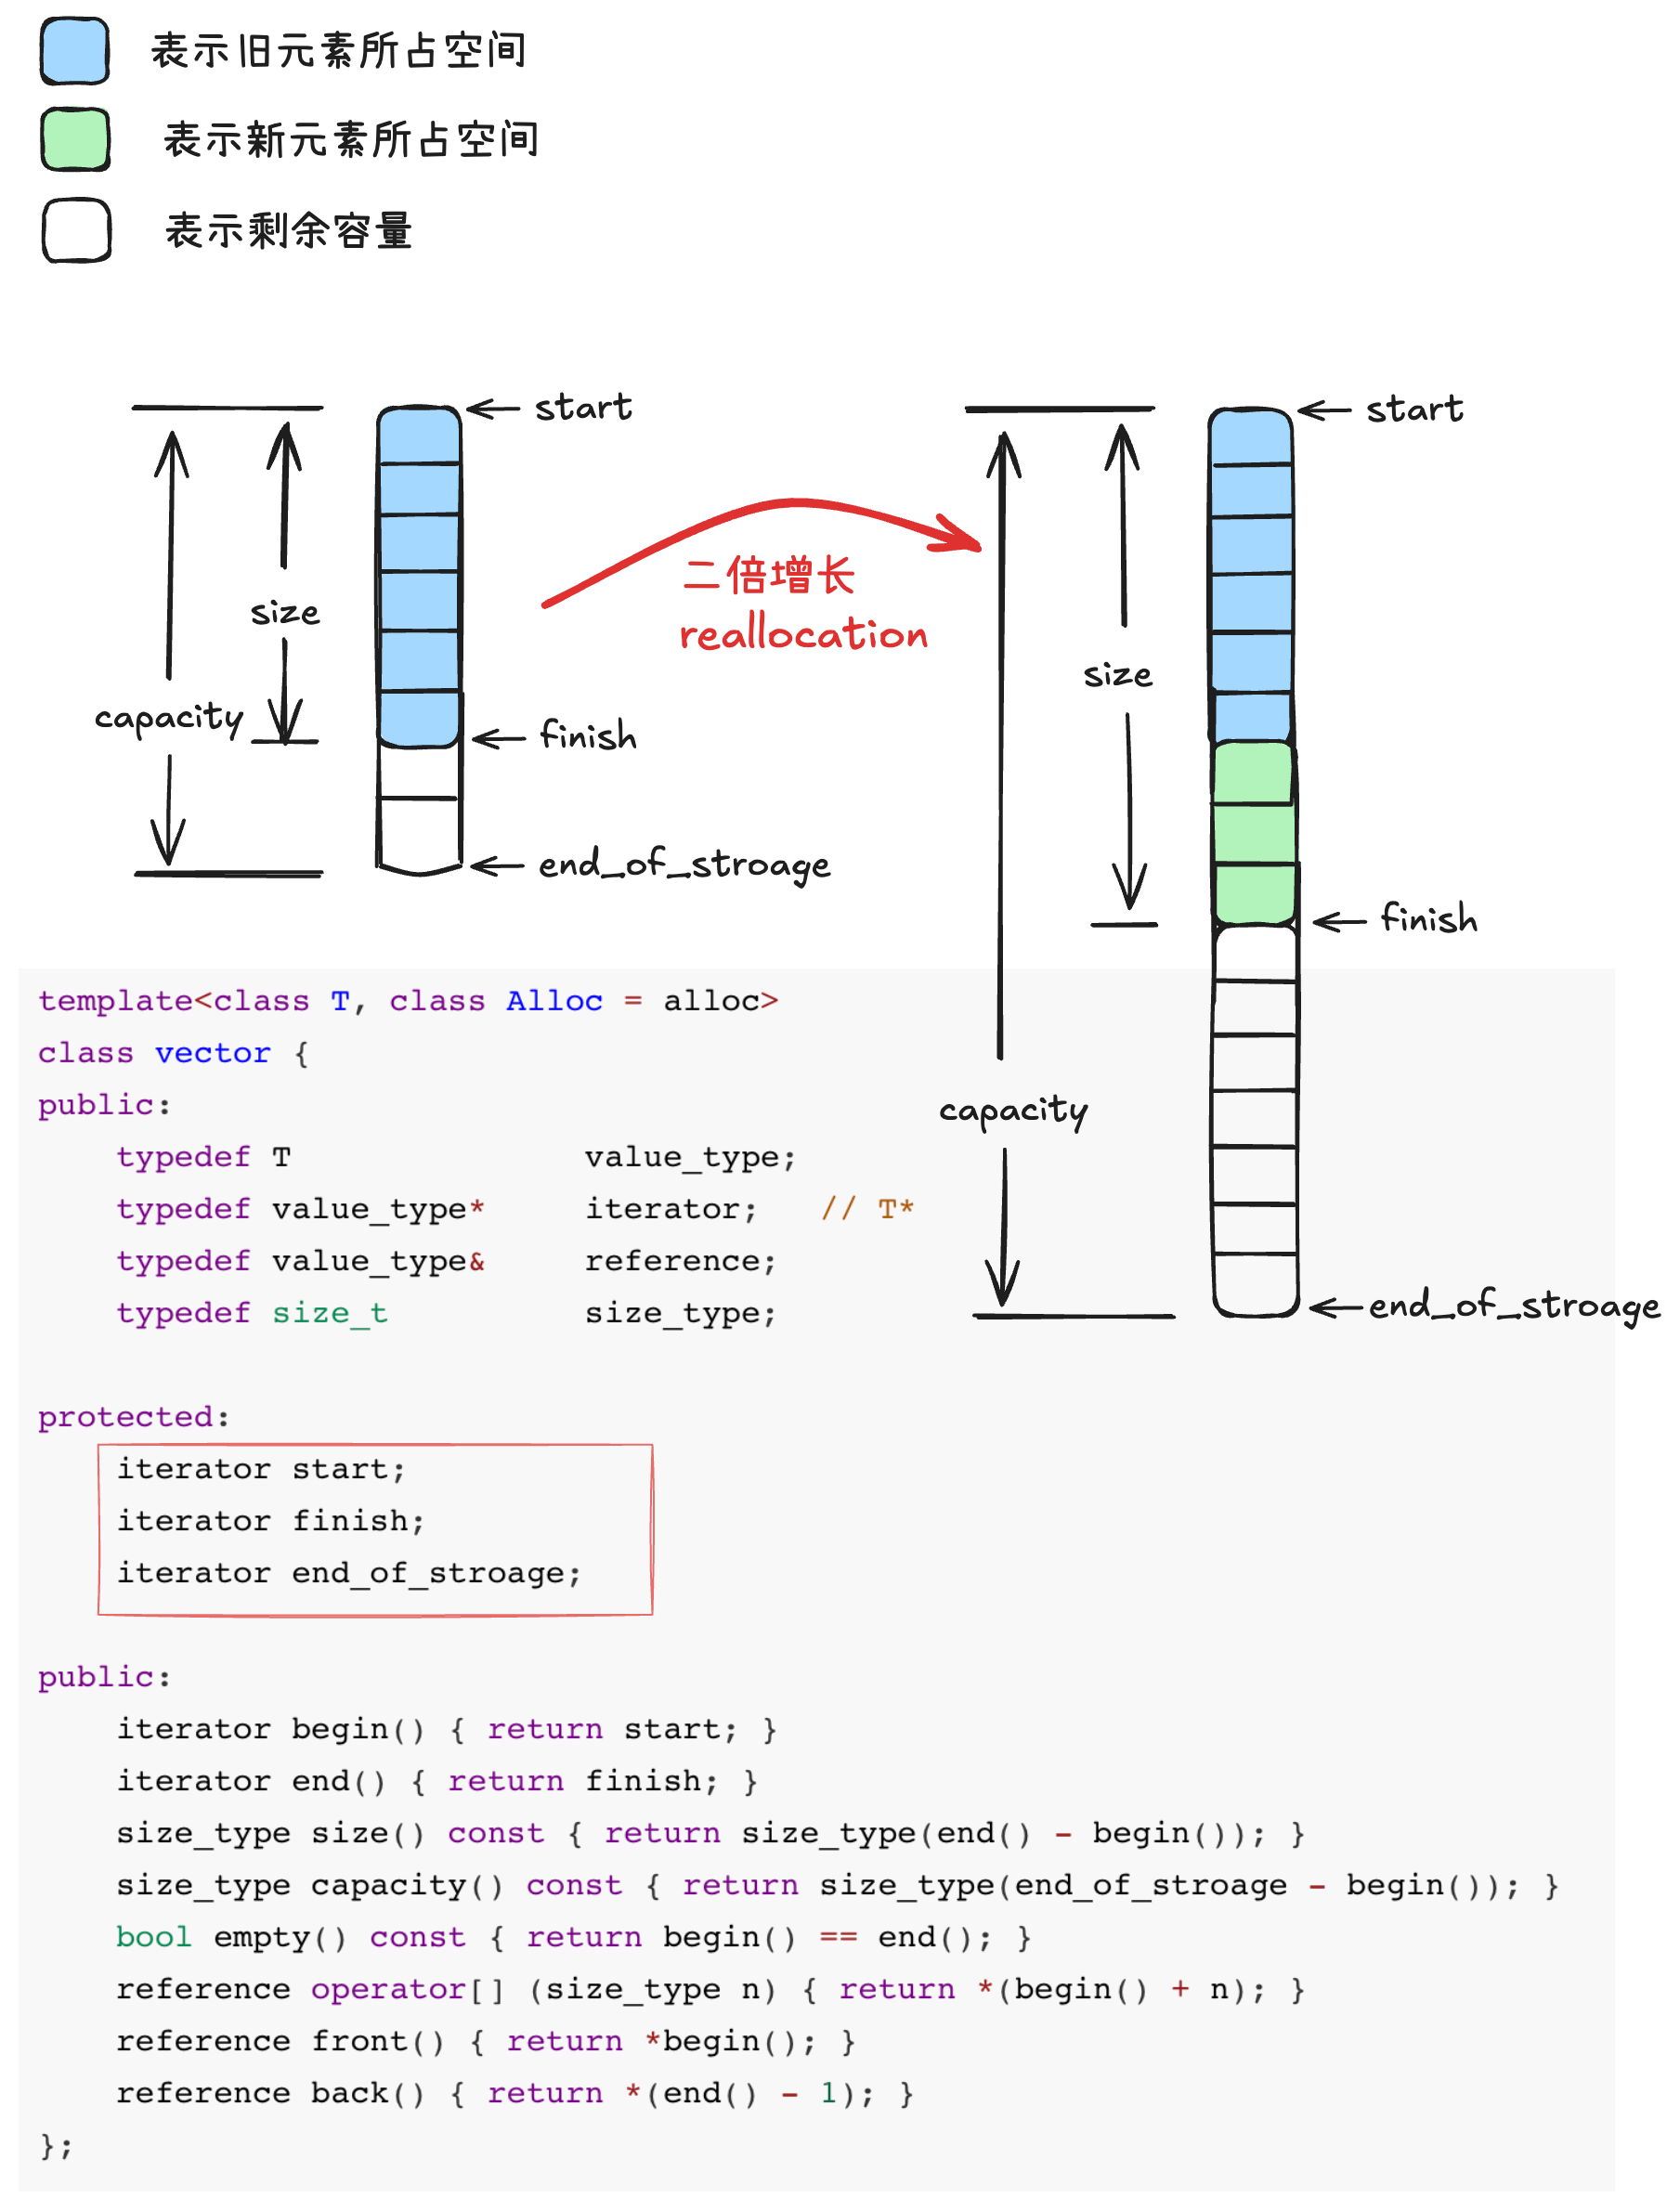 表示旧元素所占空间
表示新元素所占空间
表示剩余容量
start
size
capacity
finish
end_of_stroage
二倍增长
reallocation
start
size
finish
capacity
end_of_stroage
template<class T, class Alloc = alloc>
class vector {
public:
    typedef T               value_type;
    typedef value_type*     iterator;   // T*
    typedef value_type&     reference;
    typedef size_t          size_type;
protected:
    iterator start;
    iterator finish;
    iterator end_of_stroage;
public:
    iterator begin() { return start; }
    iterator end() { return finish; }
    size_type size() const { return size_type(end() - begin()); }
    size_type capacity() const { return size_type(end_of_stroage - begin()); }
    bool empty() const { return begin() == end(); }
    reference operator[] (size_type n) { return *(begin() + n); }
    reference front() { return *begin(); }
    reference back() { return *(end() - 1); }
};